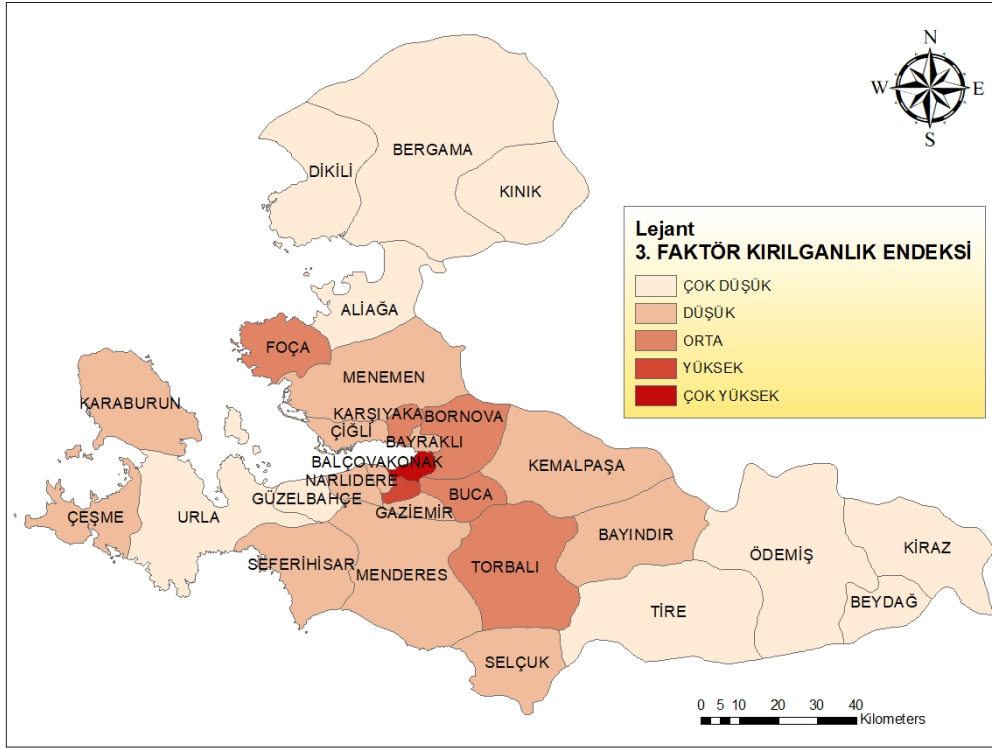 N
W E
S
BERGAMA
DİKİLİ
KINIK
Lejant
3. FAKTÖR KIRILGANLIK ENDEKSİ
ÇOK DÜŞÜK
DÜŞÜK
ORTA
YÜKSEK
ÇOK YÜKSEK
ALİAĞA
FOÇA
MENEMEN
KARABURUN
KARŞIYAKA
BORNOVA
ÇİĞLİ
BAYRAKLI
BALÇOVA
KONAK
KEMALPAŞA
NARLIDERE
GÜZELBAHÇE
BUCA
GAZİEMİR
ÇEŞME
URLA
BAYINDIR
ÖDEMİŞ
KİRAZ
SEFERİHİSAR
MENDERES
TORBALI
BEYDAĞ
TİRE
SELÇUK
0 5 10 20 30 40
Kilometers